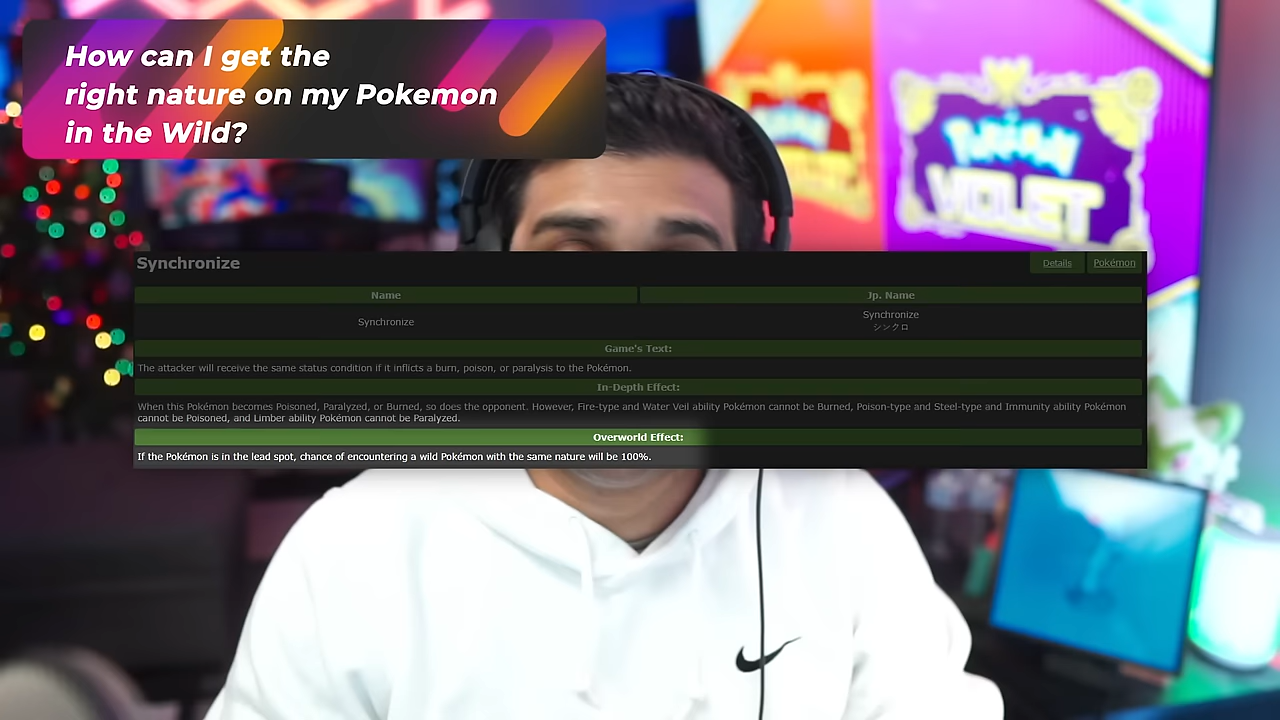 How can I get the
right nature on my Pokemon
in the Wild?
POKÉMON
VIOLET
Synchronize
Details
Pokémon
Name
Jp. Name
Synchronize
Synchronize
シンクロ
Game's Text:
The attacker will receive the same status condition if it inflicts a burn, poison, or paralysis to the Pokémon.
In-Depth Effect:
When this Pokémon becomes Poisoned, Paralyzed, or Burned, so does the opponent. However, Fire-type and Water Veil ability Pokémon cannot be Burned, Poison-type and Steel-type and Immunity ability Pokémon
cannot be Poisoned, and Limber ability Pokémon cannot be Paralyzed.
Overworld Effect:
If the Pokémon is in the lead spot, chance of encountering a wild Pokémon with the same nature will be 100%.